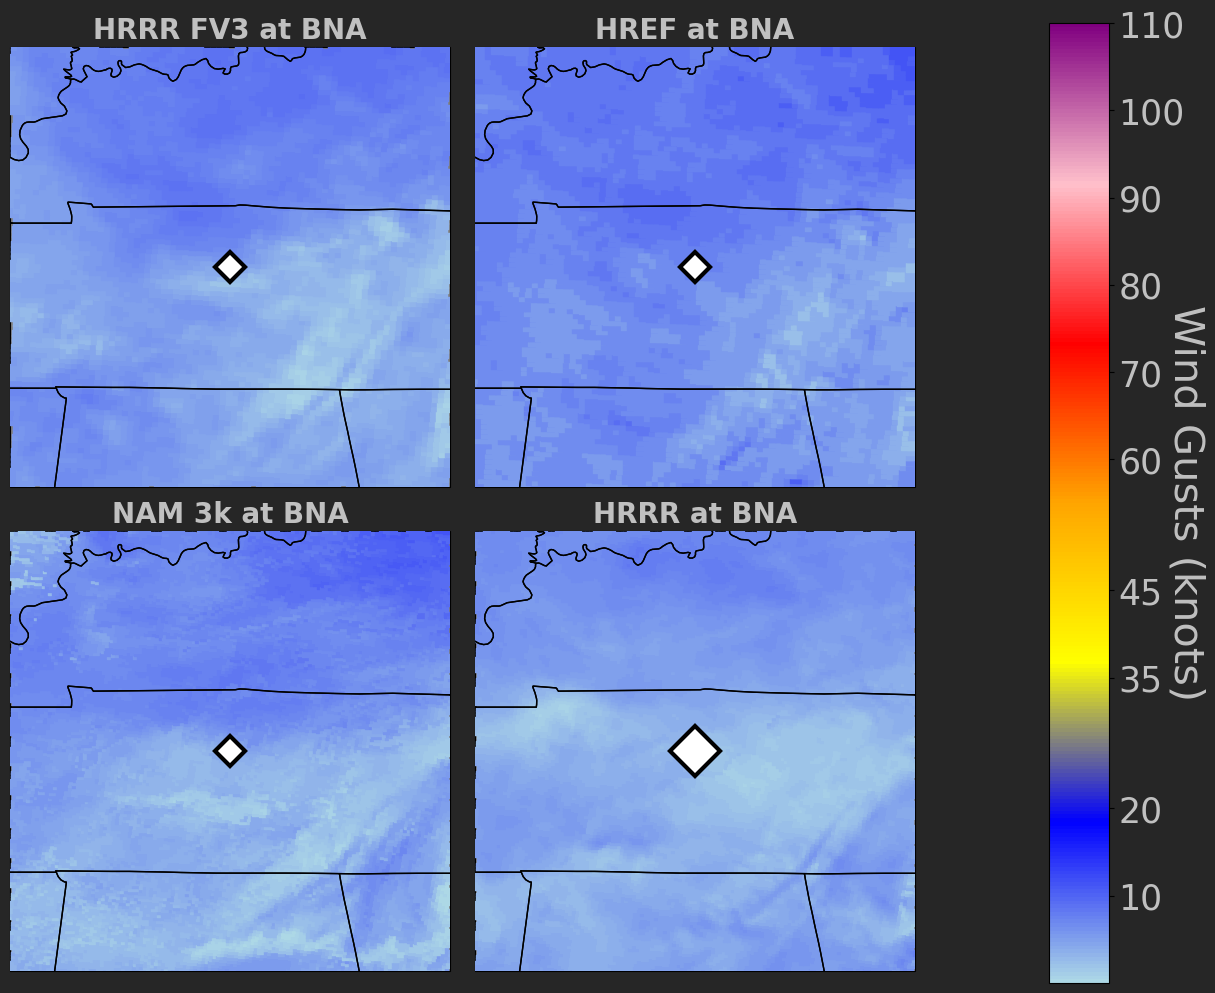 HRRR FV3 at BNA
HREF at BNA
NAM 3k at BNA
HRRR at BNA
110
100
90
80
70
60
45
35
20
10
Wind Gusts (knots)